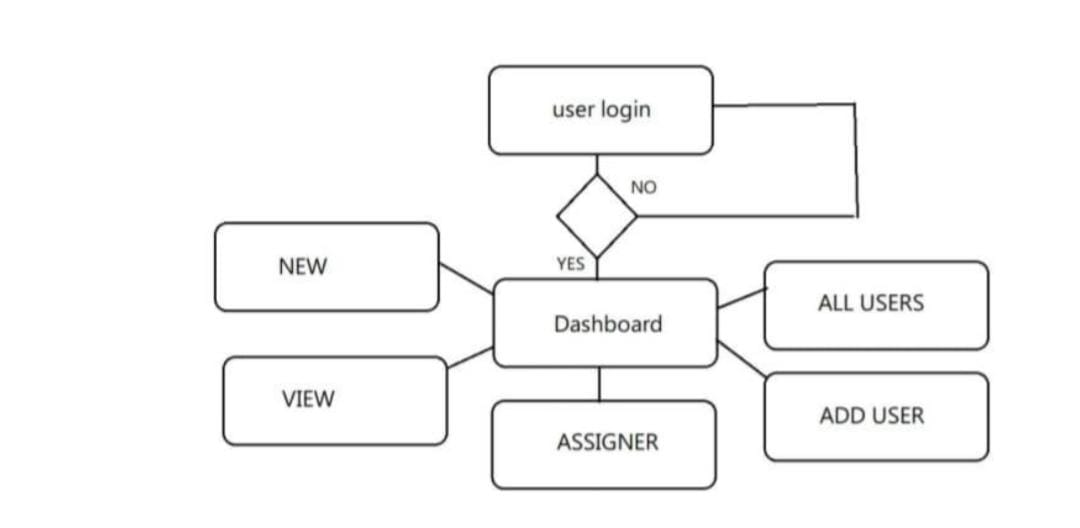 user login
NO
YES
NEW
Dashboard
ALL USERS
VIEW
ASSIGNER
ADD USER